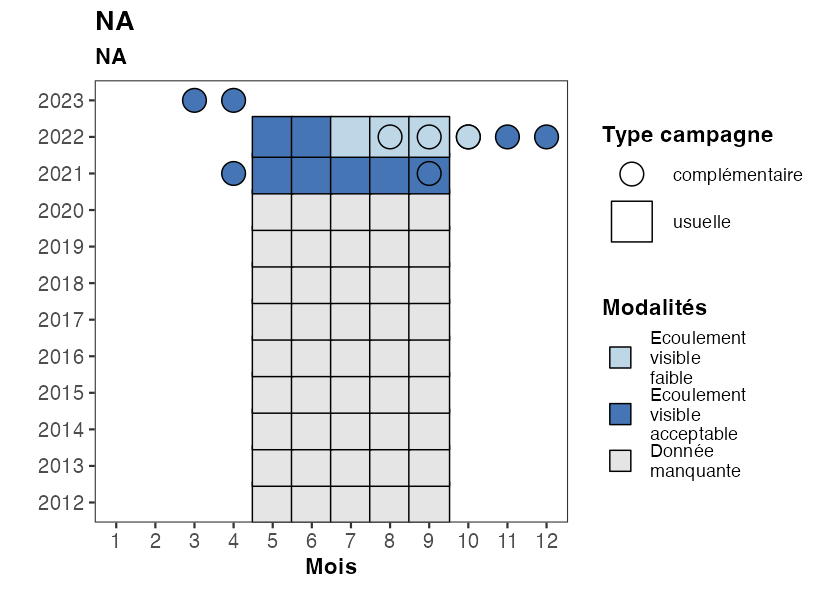 NA
NA
2023
2022
2021
2020
2019
2018
2017
2016
2015
2014
2013
2012
1 2 3 4 5 6 7 8 9 10 11 12
Mois
Type campagne
complémentaire
usuelle
Modalités
Ecoulement
visible
faible
Ecoulement
visible
acceptable
Donnée
manquante